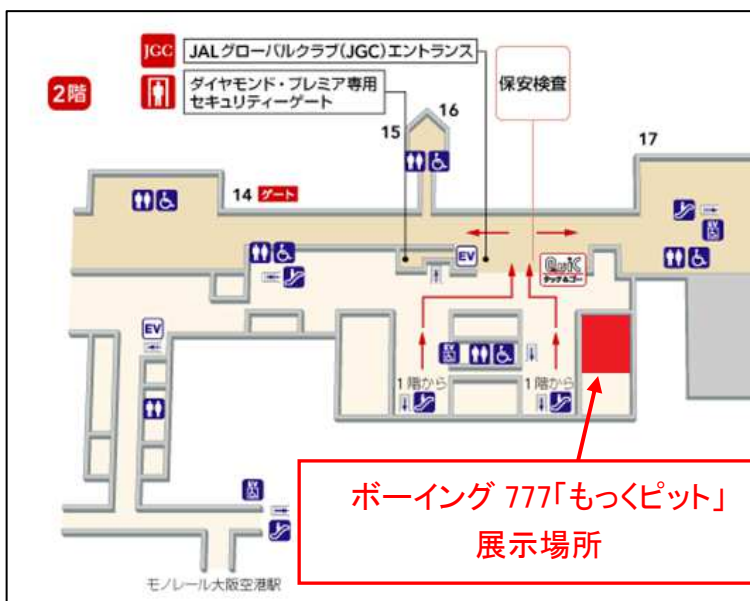 JGC
JALグローバルクラブ(JGC)エントランス
2階
ダイヤモンド・プレミア専用
セキュリティーゲート
保安検査
16
15
17
14 ゲート
EV
QuiC
タッチ&ゴー
EV
EV
EV
1階から
1階から
EV
ボーイング 777「もっくピット」
展示場所
モノレール大阪空港駅